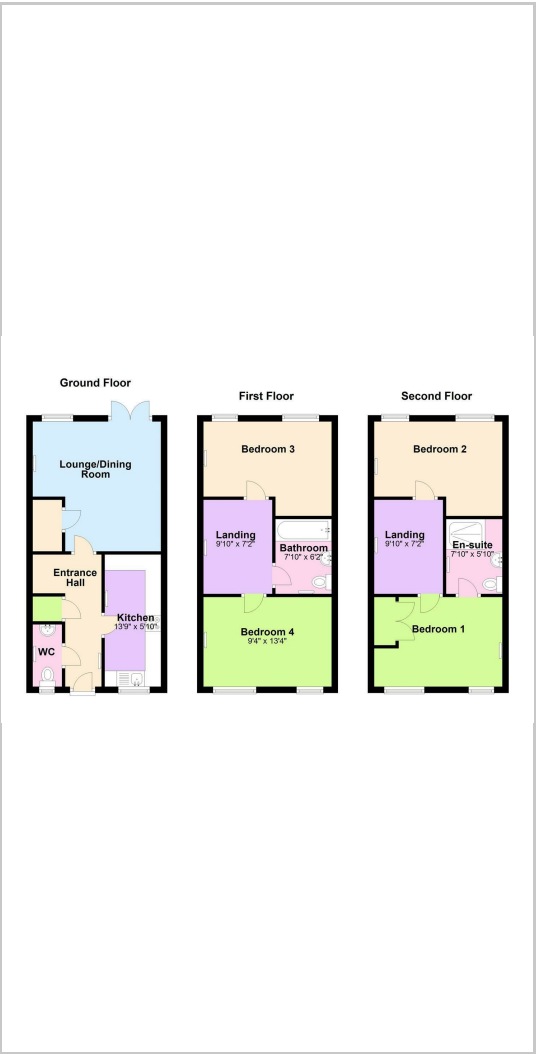 Ground Floor
Lounge/Dining
Room
Entrance
Hall
Kitchen
13'9" x 5'10"
WC
First Floor
Bedroom 3
Landing
9'10" x 7'2"
Bathroom
7'10" x 6'2"
Bedroom 4
9'4" x 13'4"
Second Floor
Bedroom 2
Landing
9'10" x 7'2"
En-suite
7'10" x 5'10"
Bedroom 1